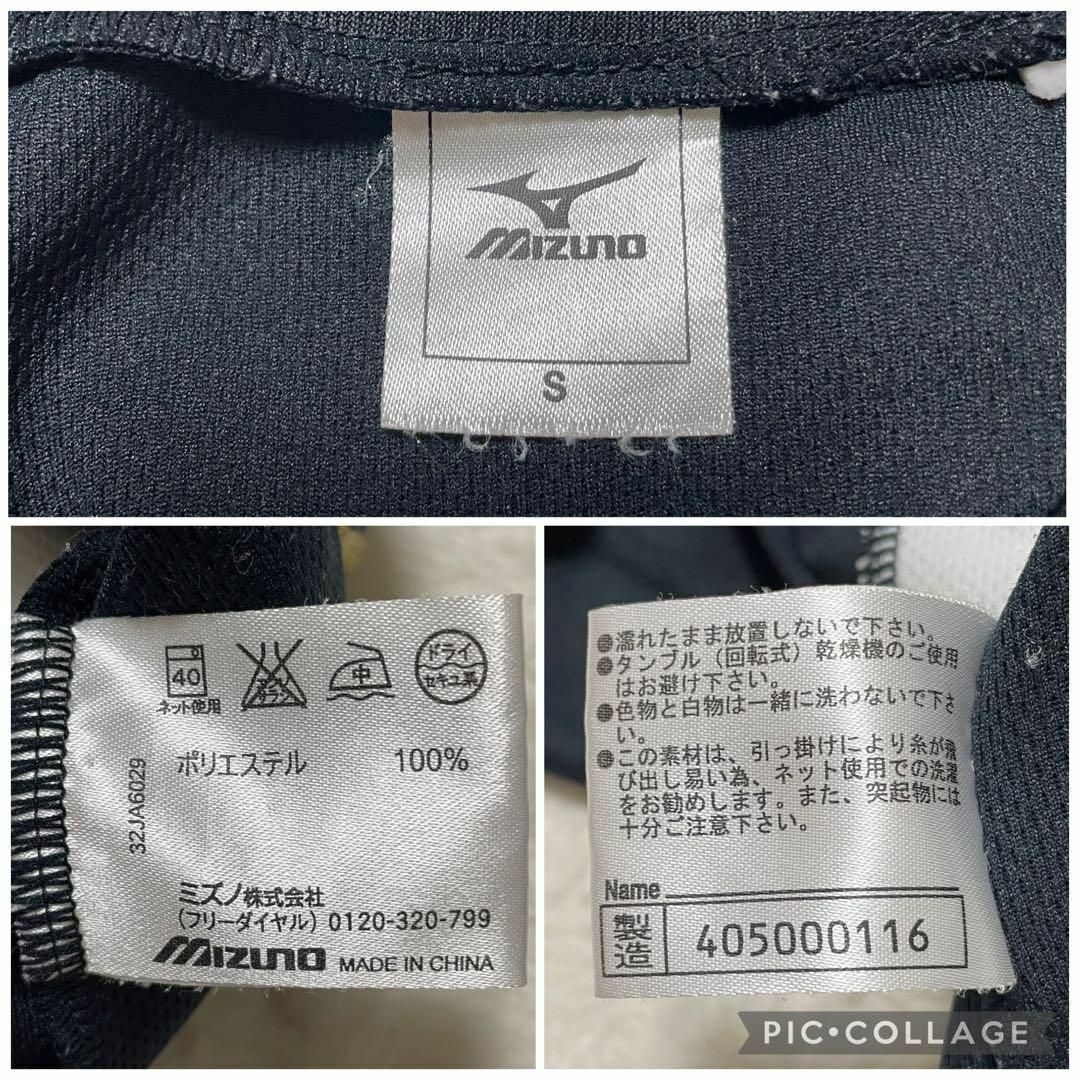 MIZUNO
S
40
ネット使用
エンソ
サラシ
中
ドライ
セキユ系
ポリエステル 100%
32JA6029
ミズノ株式会社
(フリーダイヤル) 0120-320-799
MIZUNO MADE IN CHINA
●濡れたまま放置しないで下さい。
●タンブル(回転式)乾燥機のご使用
はお避け下さい。
●色物と白物は一緒に洗わないで下さ
い。
●この素材は、引っ掛けにより糸が飛
び出し易い為、ネット使用での洗濯
をお勧めします。また、突起物には
十分ご注意下さい。
Name
製造 405000116
PIC•COLLAGE